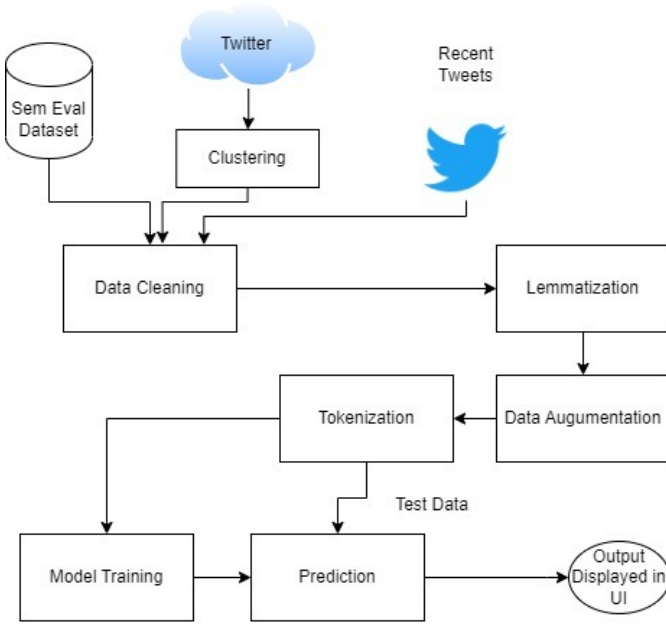 Twitter
Recent
Tweets
Sem Eval
Dataset
Clustering
Data Cleaning
Lemmatization
Tokenization
Data Augumentation
Test Data
Model Training
Prediction
Output
Displayed in
UI